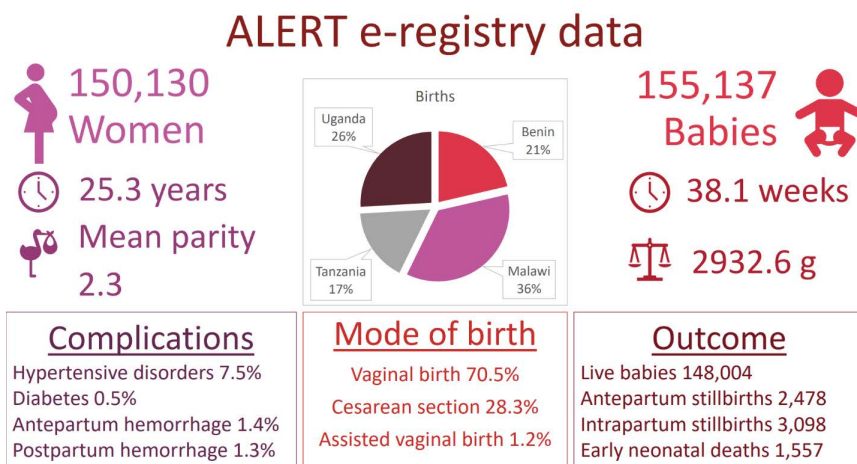 ALERT e-registry data
150,130
Women
25.3 years
Mean parity
2.3
Births
Uganda
26%
Benin
21%
Tanzania
17%
Malawi
36%
155,137
Babies
38.1 weeks
2932.6 g
Complications
Hypertensive disorders 7.5%
Diabetes 0.5%
Antepartum hemorrhage 1.4%
Postpartum hemorrhage 1.3%
Mode of birth
Vaginal birth 70.5%
Cesarean section 28.3%
Assisted vaginal birth 1.2%
Outcome
Live babies 148,004
Antepartum stillbirths 2,478
Intrapartum stillbirths 3,098
Early neonatal deaths 1,557